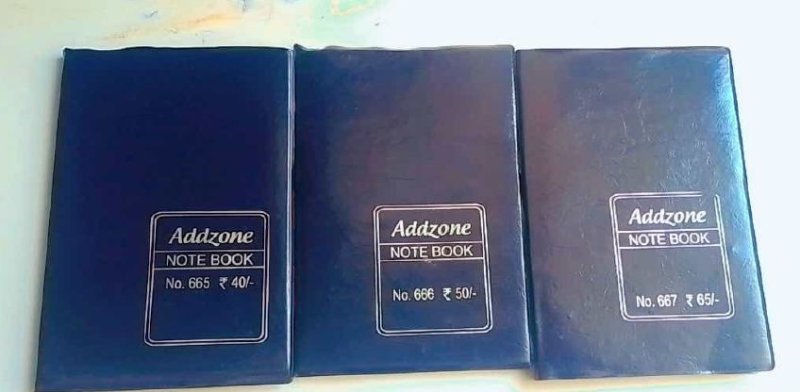 Addzone
NOTE BOOK
No. 665 ₹ 40/-
Addzone
NOTE BOOK
No. 666 ₹ 50/-
Addzone
NOTE BOOK
No. 667 ₹ 65/-